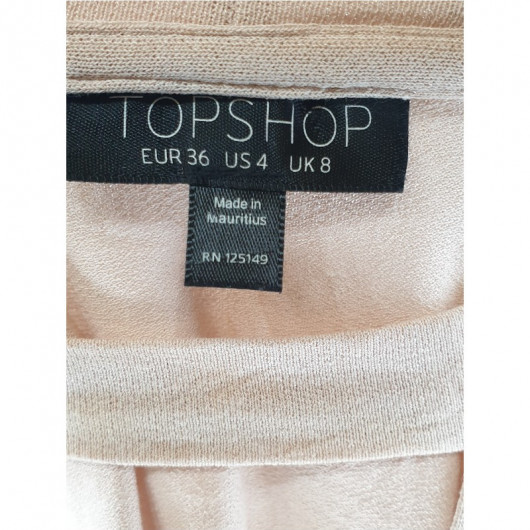 TOPSHOP
EUR 36 US 4 UK 8
Made in
Mauritius
RN 125149